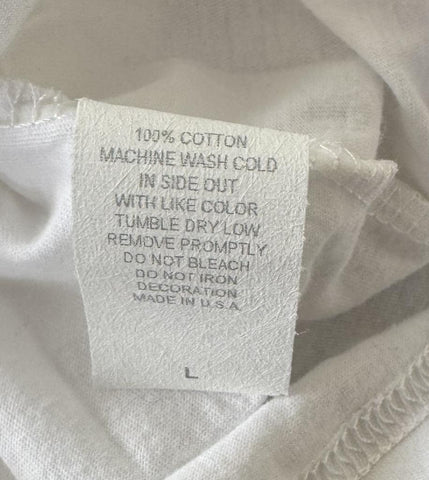 100% COTTON
MACHINE WASH COLD
IN SIDE OUT
WITH LIKE COLOR
TUMBLE DRY LOW
REMOVE PROMPTLY
DO NOT BLEACH
DO NOT IRON
DECORATION
MADE IN U.S.A
L